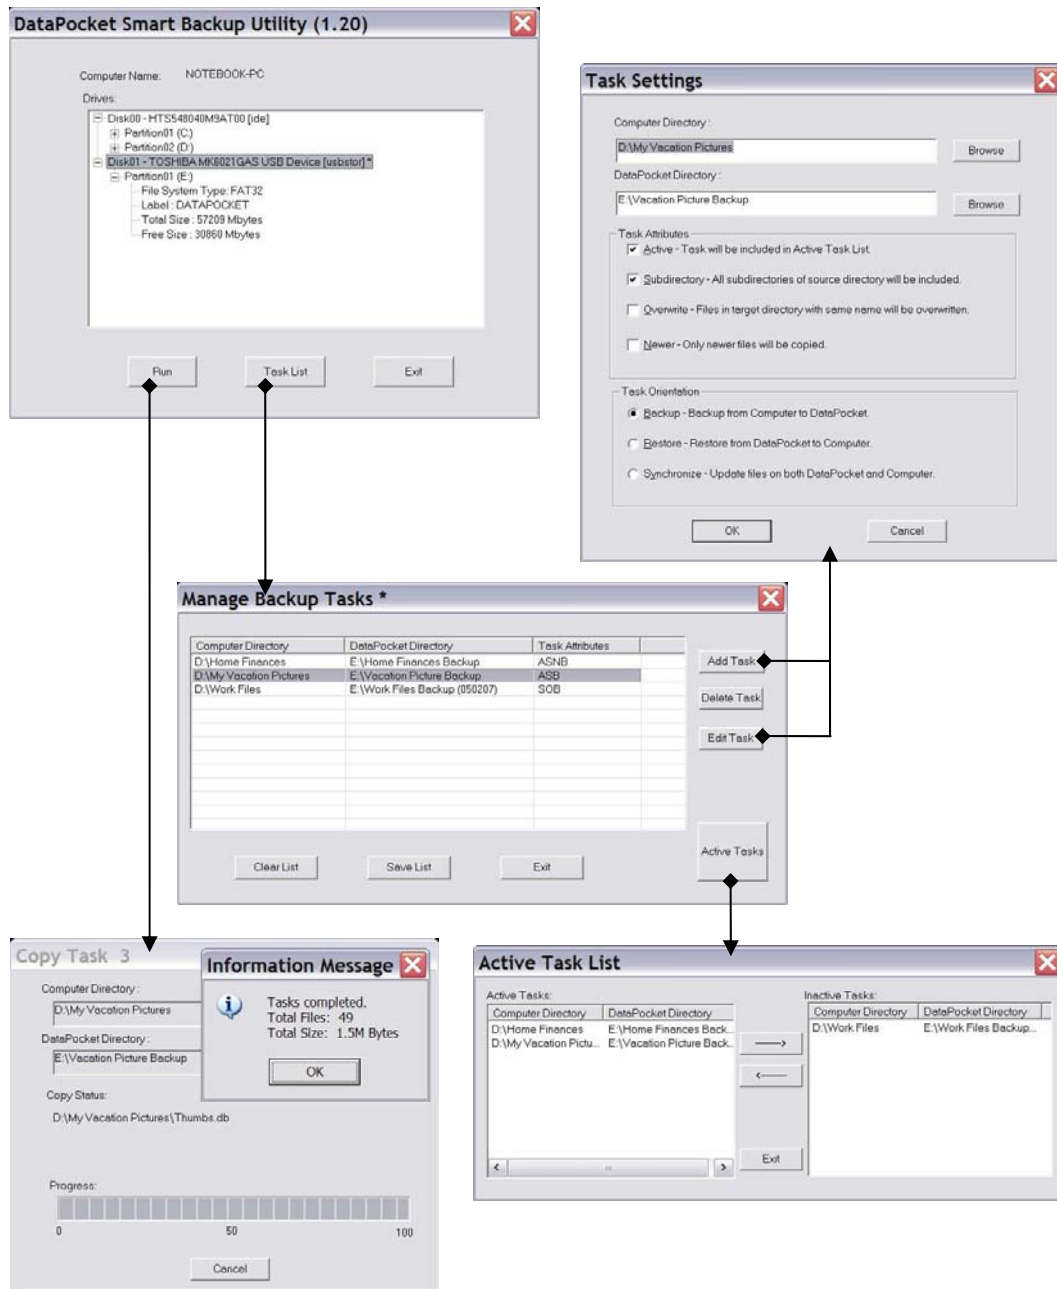 DataPocket Smart Backup Utility (1.20)
Computer Name: NOTEBOOK-PC
Drives:
Disk00 - HTS548040M9AT00 [ide]
Partition01 (C:)
Partition02 (D:)
Disk01 - TOSHIBA MK6021GAS USB Device [usbstor].*
Partition01 (E:)
File System Type: FAT32
Label : DATAPOCKET
Total Size : 57209 Mbytes
Free Size : 30860 Mbytes
Run Task List Exit
Task Settings
Computer Directory :
D:\My Vacation Pictures Browse
DataPocket Directory :
E:\Vacation Picture Backup Browse
Task Attributes
Active - Task will be included in Active Task List.
Subdirectory - All subdirectories of source directory will be included.
Overwrite - Files in target directory with same name will be overwritten.
Newer - Only newer files will be copied.
Task Orientation
Backup - Backup from Computer to DataPocket.
Restore - Restore from DataPocket to Computer.
Synchronize - Update files on both DataPocket and Computer.
OK Cancel
Manage Backup Tasks *
Computer Directory DataPocket Directory Task Attributes
D:\Home Finances E:\Home Finances Backup ASNB
D:\My Vacation Pictures E:\Vacation Picture Backup ASB
D:\Work Files E:\Work Files Backup (050207) SOB
Add Task
Delete Task
Edit Task
Active Tasks
Clear List Save List Exit
Copy Task 3
Computer Directory :
D:\My Vacation Pictures
DataPocket Directory :
E:\Vacation Picture Backup
Copy Status:
D:\My Vacation Pictures\Thumbs.db
Progress:
0 50 100
Cancel
Information Message
Tasks completed.
Total Files: 49
Total Size: 1.5M Bytes
OK
Active Task List
Active Tasks:
Computer Directory DataPocket Directory
D:\Home Finances E:\Home Finances Back...
D:\My Vacation Pictu... E:\Vacation Picture Back...
Exit
Inactive Tasks:
Computer Directory DataPocket Directory
D:\Work Files E:\Work Files Backup...